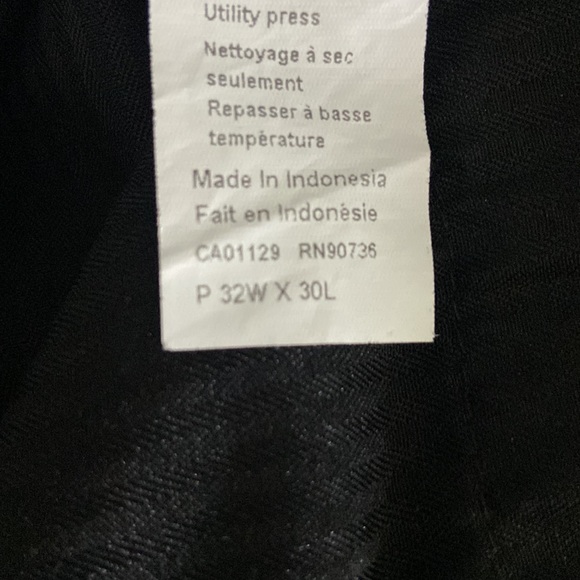 Utility press
Nettoyage à sec
seulement
Repasser à basse
température
Made In Indonesia
Fait en Indonésie
CA01129 RN90736
P 32W X 30L